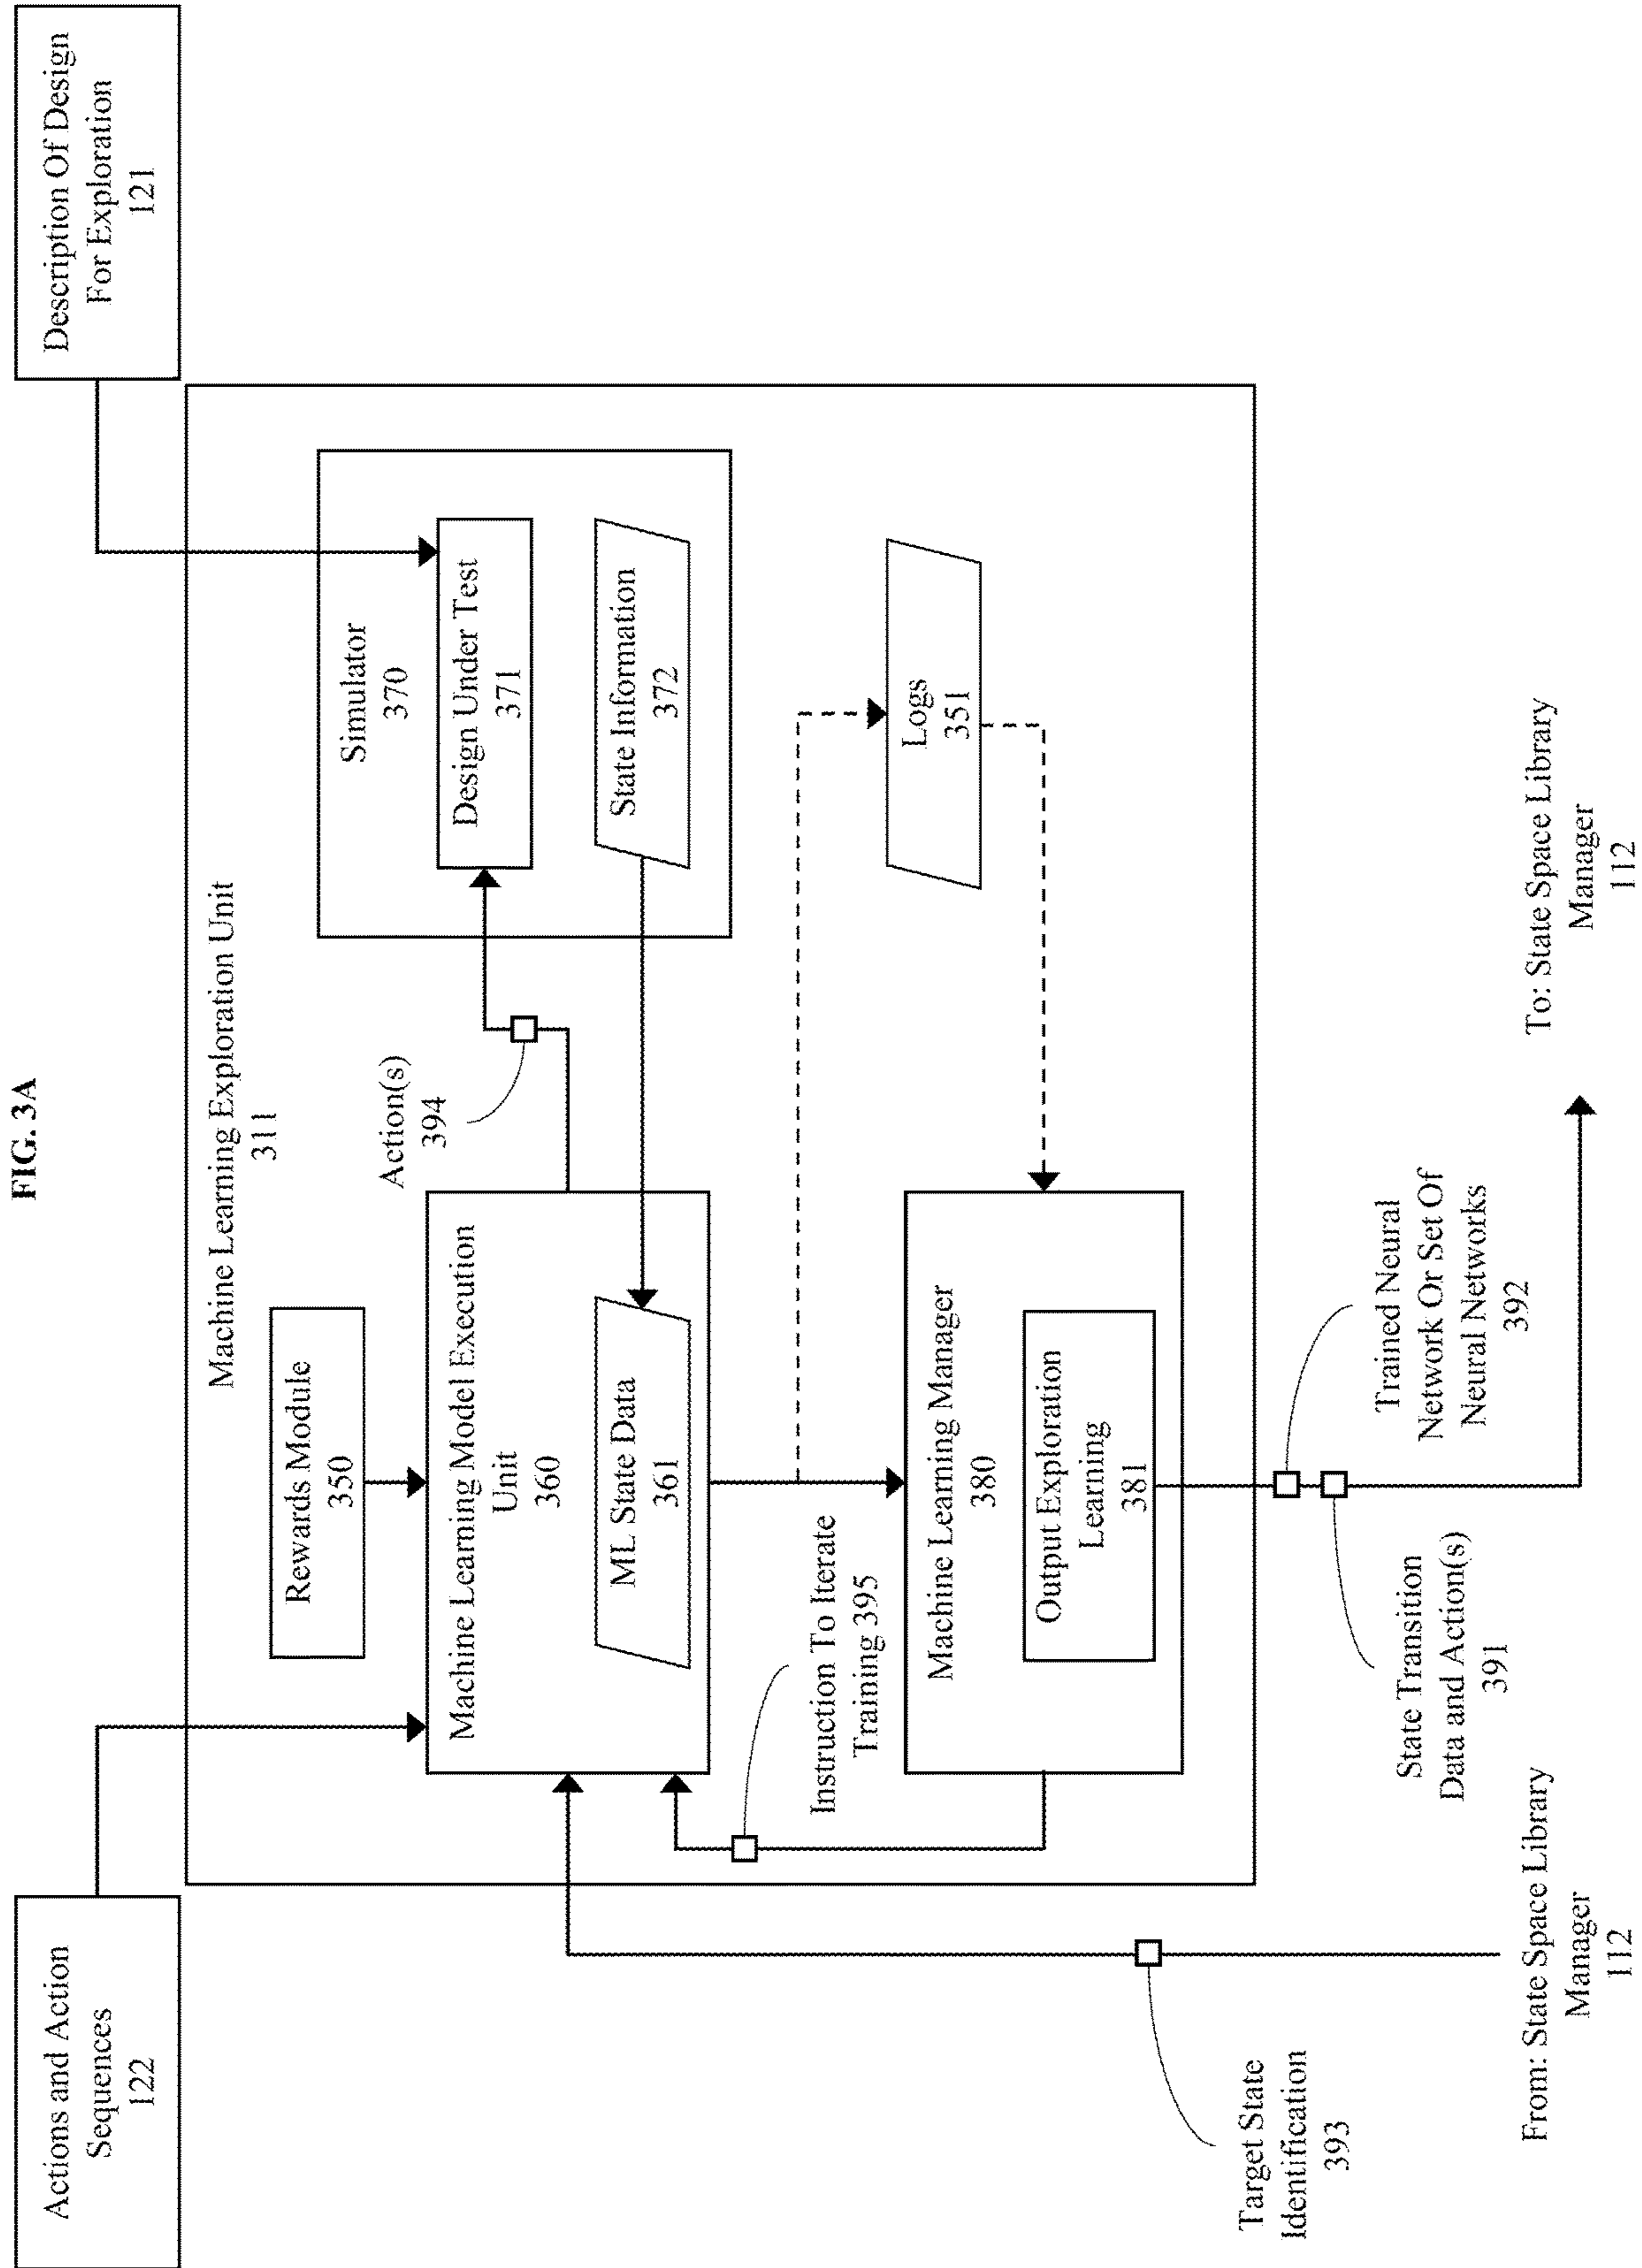 FIG. 3A
Actions and Action
Sequences
122
Description Of Design
For Exploration
121
Machine Learning Exploration Unit
311
Rewards Module
350
Simulator
370
Action(s)
394
Machine Learning Model Execution
Unit
360
Design Under Test
371
ML State Data
361
State Information
372
Instruction To Iterate
Training 395
Logs
351
Machine Learning Manager
380
Output Exploration
Learning
381
Target State
Identification
393
State Transition
Data and Action(s)
391
Trained Neural
Network Or Set Of
Neural Networks
392
From: State Space Library
Manager
112
To: State Space Library
Manager
112